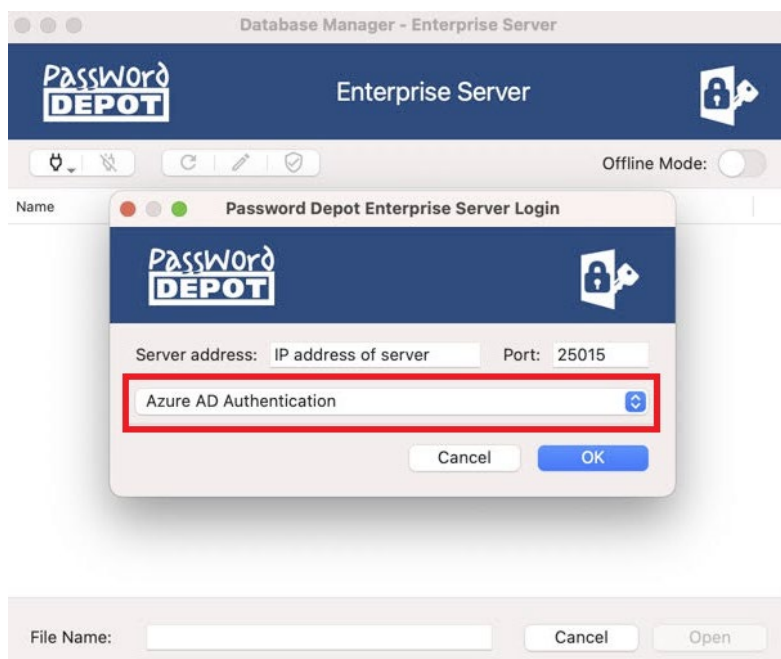 Database Manager - Enterprise Server
Password
DEPOT
Enterprise Server
Offline Mode:
Name
Password Depot Enterprise Server Login
Password
DEPOT
Server address: IP address of server Port: 25015
Azure AD Authentication
Cancel OK
File Name: Cancel Open